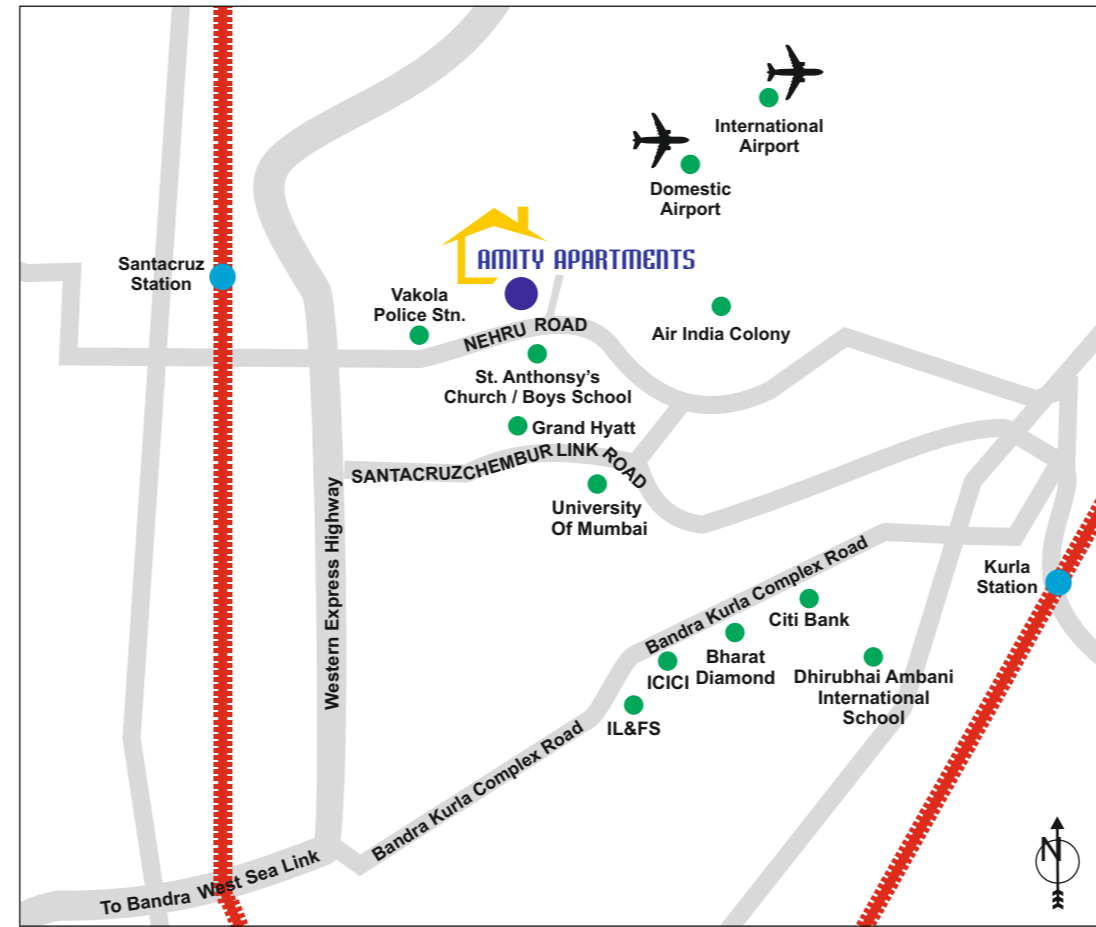 International
Airport
Domestic
Airport
AMITY APARTMENTS
Santacruz
Station
Vakola
Police Stn.
NEHRU ROAD
Air India Colony
St. Anthonsy’s
Church / Boys School
Grand Hyatt
SANTACRUZCHEMBUR LINK ROAD
University
Of Mumbai
Western Express Highway
Bandra Kurla Complex Road
Kurla
Station
Citi Bank
Bharat
Diamond
ICICI
Dhirubhai Ambani
International
School
IL&FS
Bandra Kurla Complex Road
To Bandra West Sea Link
N